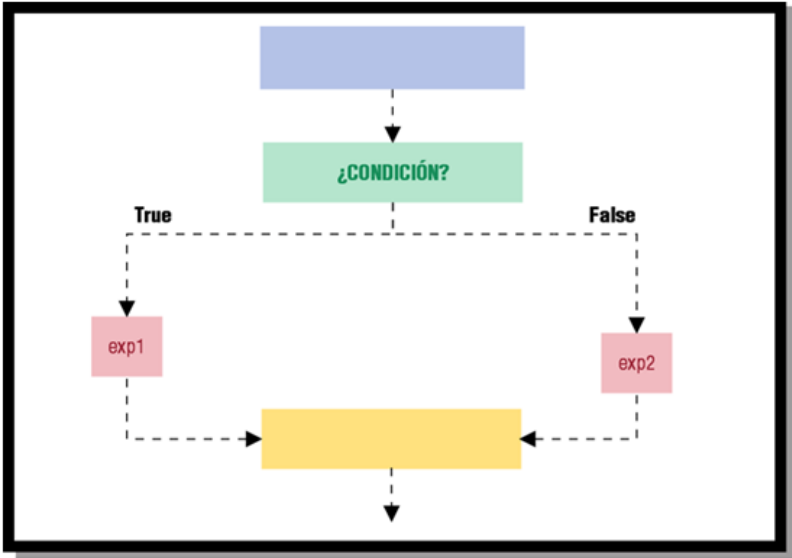 ¿CONDICIÓN?
True
False
exp1
exp2